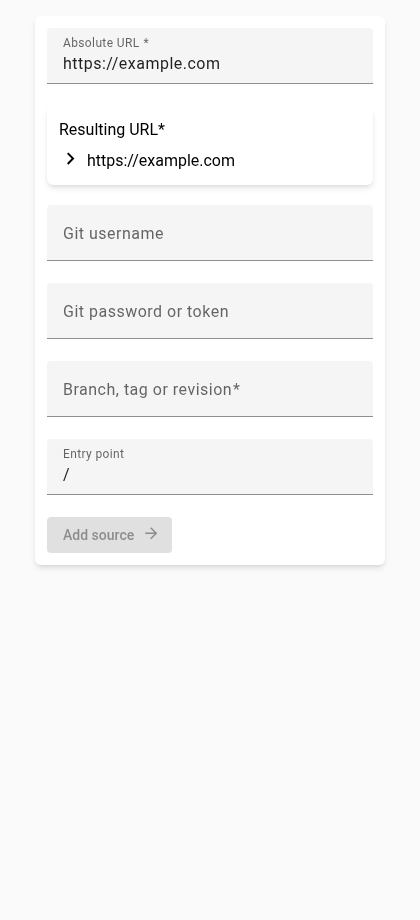 Absolute URL *
https://example.com
Resulting URL*
https://example.com
Git username
Git password or token
Branch, tag or revision*
Entry point
/
Add source